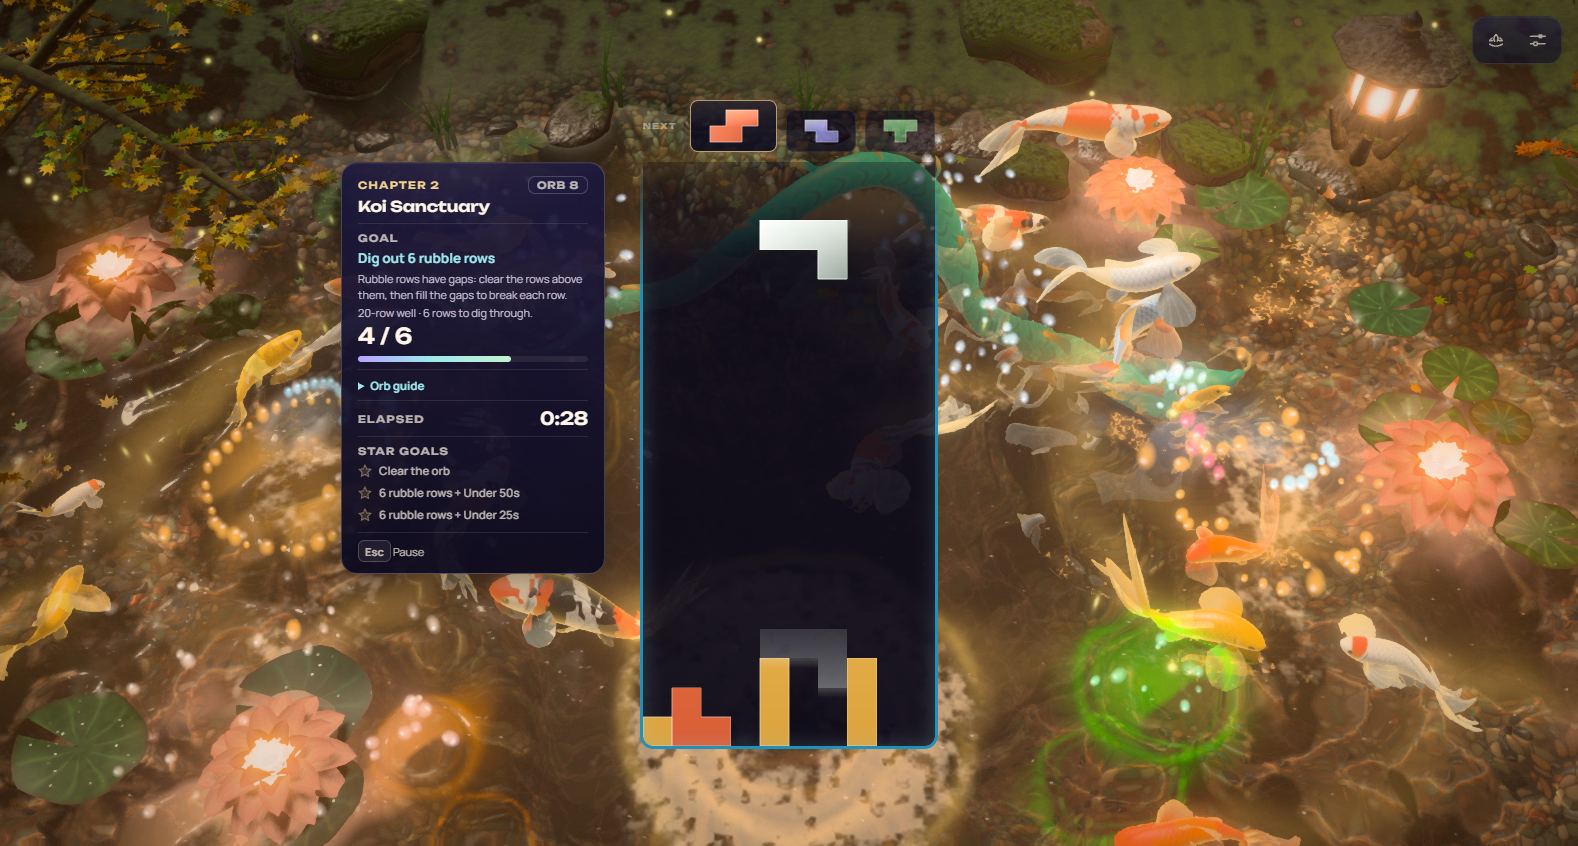 NEXT
CHAPTER 2
ORB 8
Koi Sanctuary
GOAL
Dig out 6 rubble rows
Rubble rows have gaps: clear the rows above
them, then fill the gaps to break each row.
20-row well · 6 rows to dig through.
4 / 6
Orb guide
ELAPSED
0:28
STAR GOALS
Clear the orb
6 rubble rows + Under 50s
6 rubble rows + Under 25s
Esc Pause